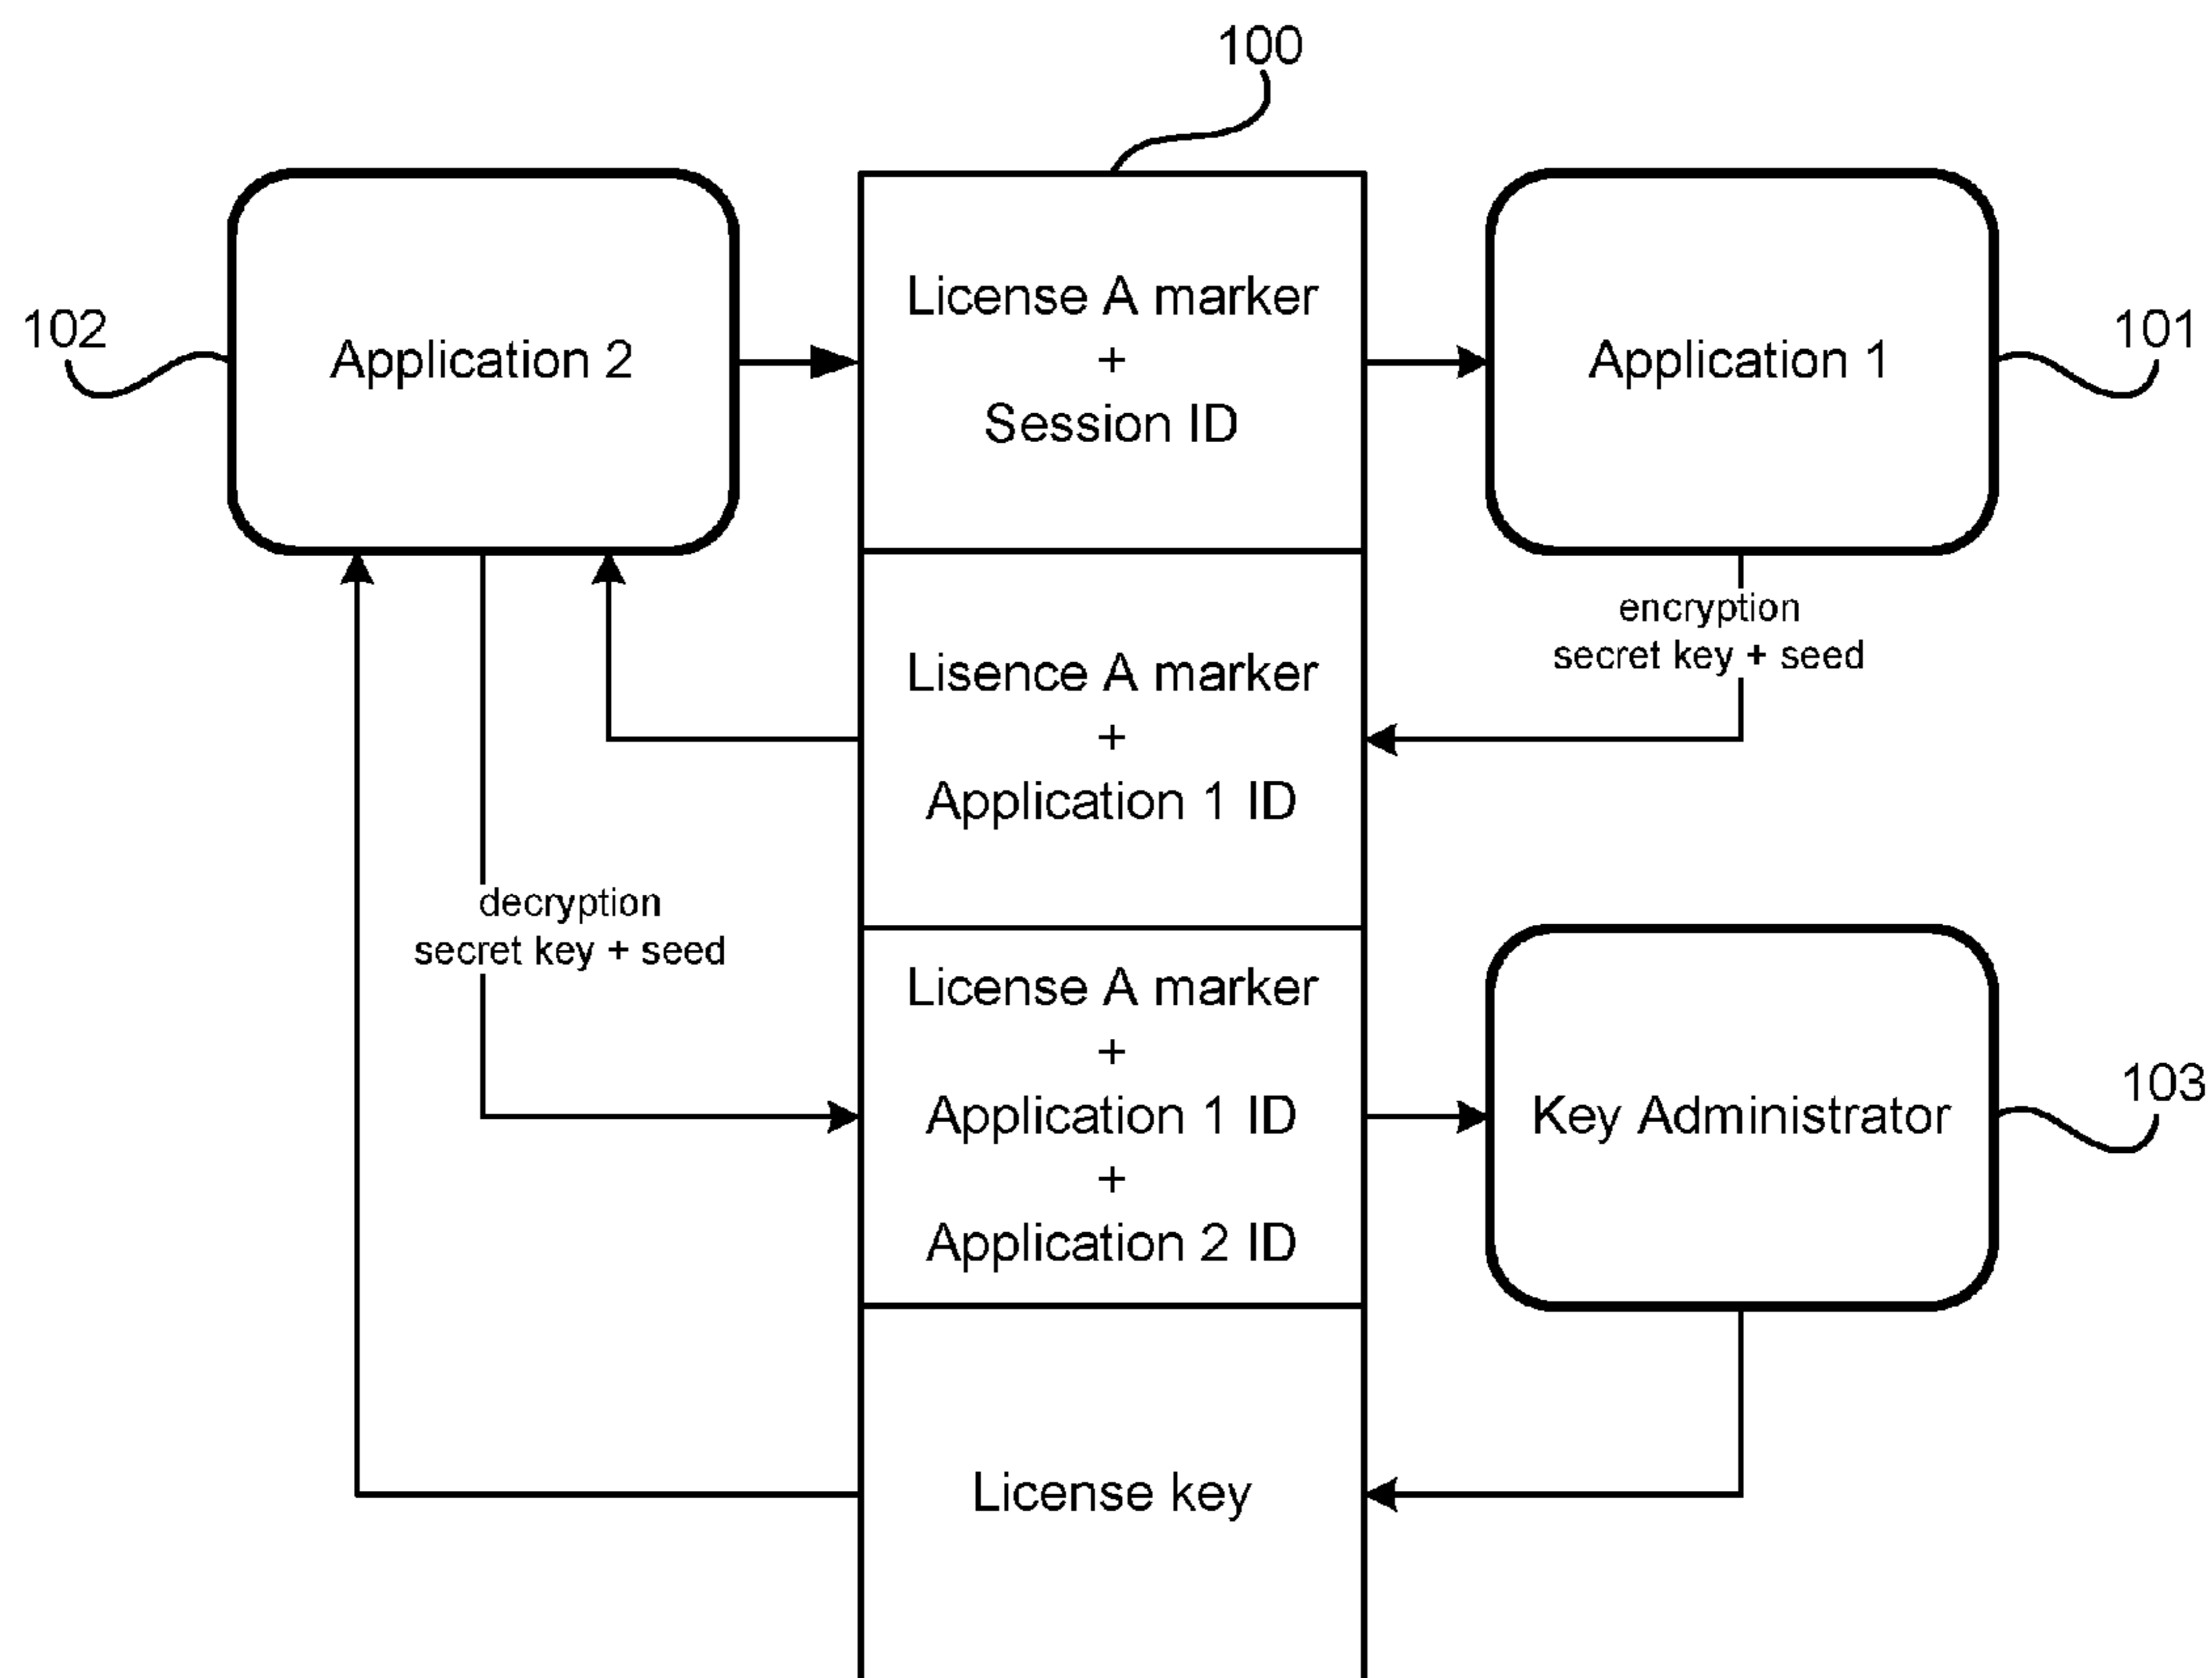 100
102
Application 2
License A marker
+
Session ID
Application 1
101
encryption
secret key + seed
Lisence A marker
+
Application 1 ID
decryption
secret key + seed
License A marker
+
Application 1 ID
+
Application 2 ID
Key Administrator
103
License key